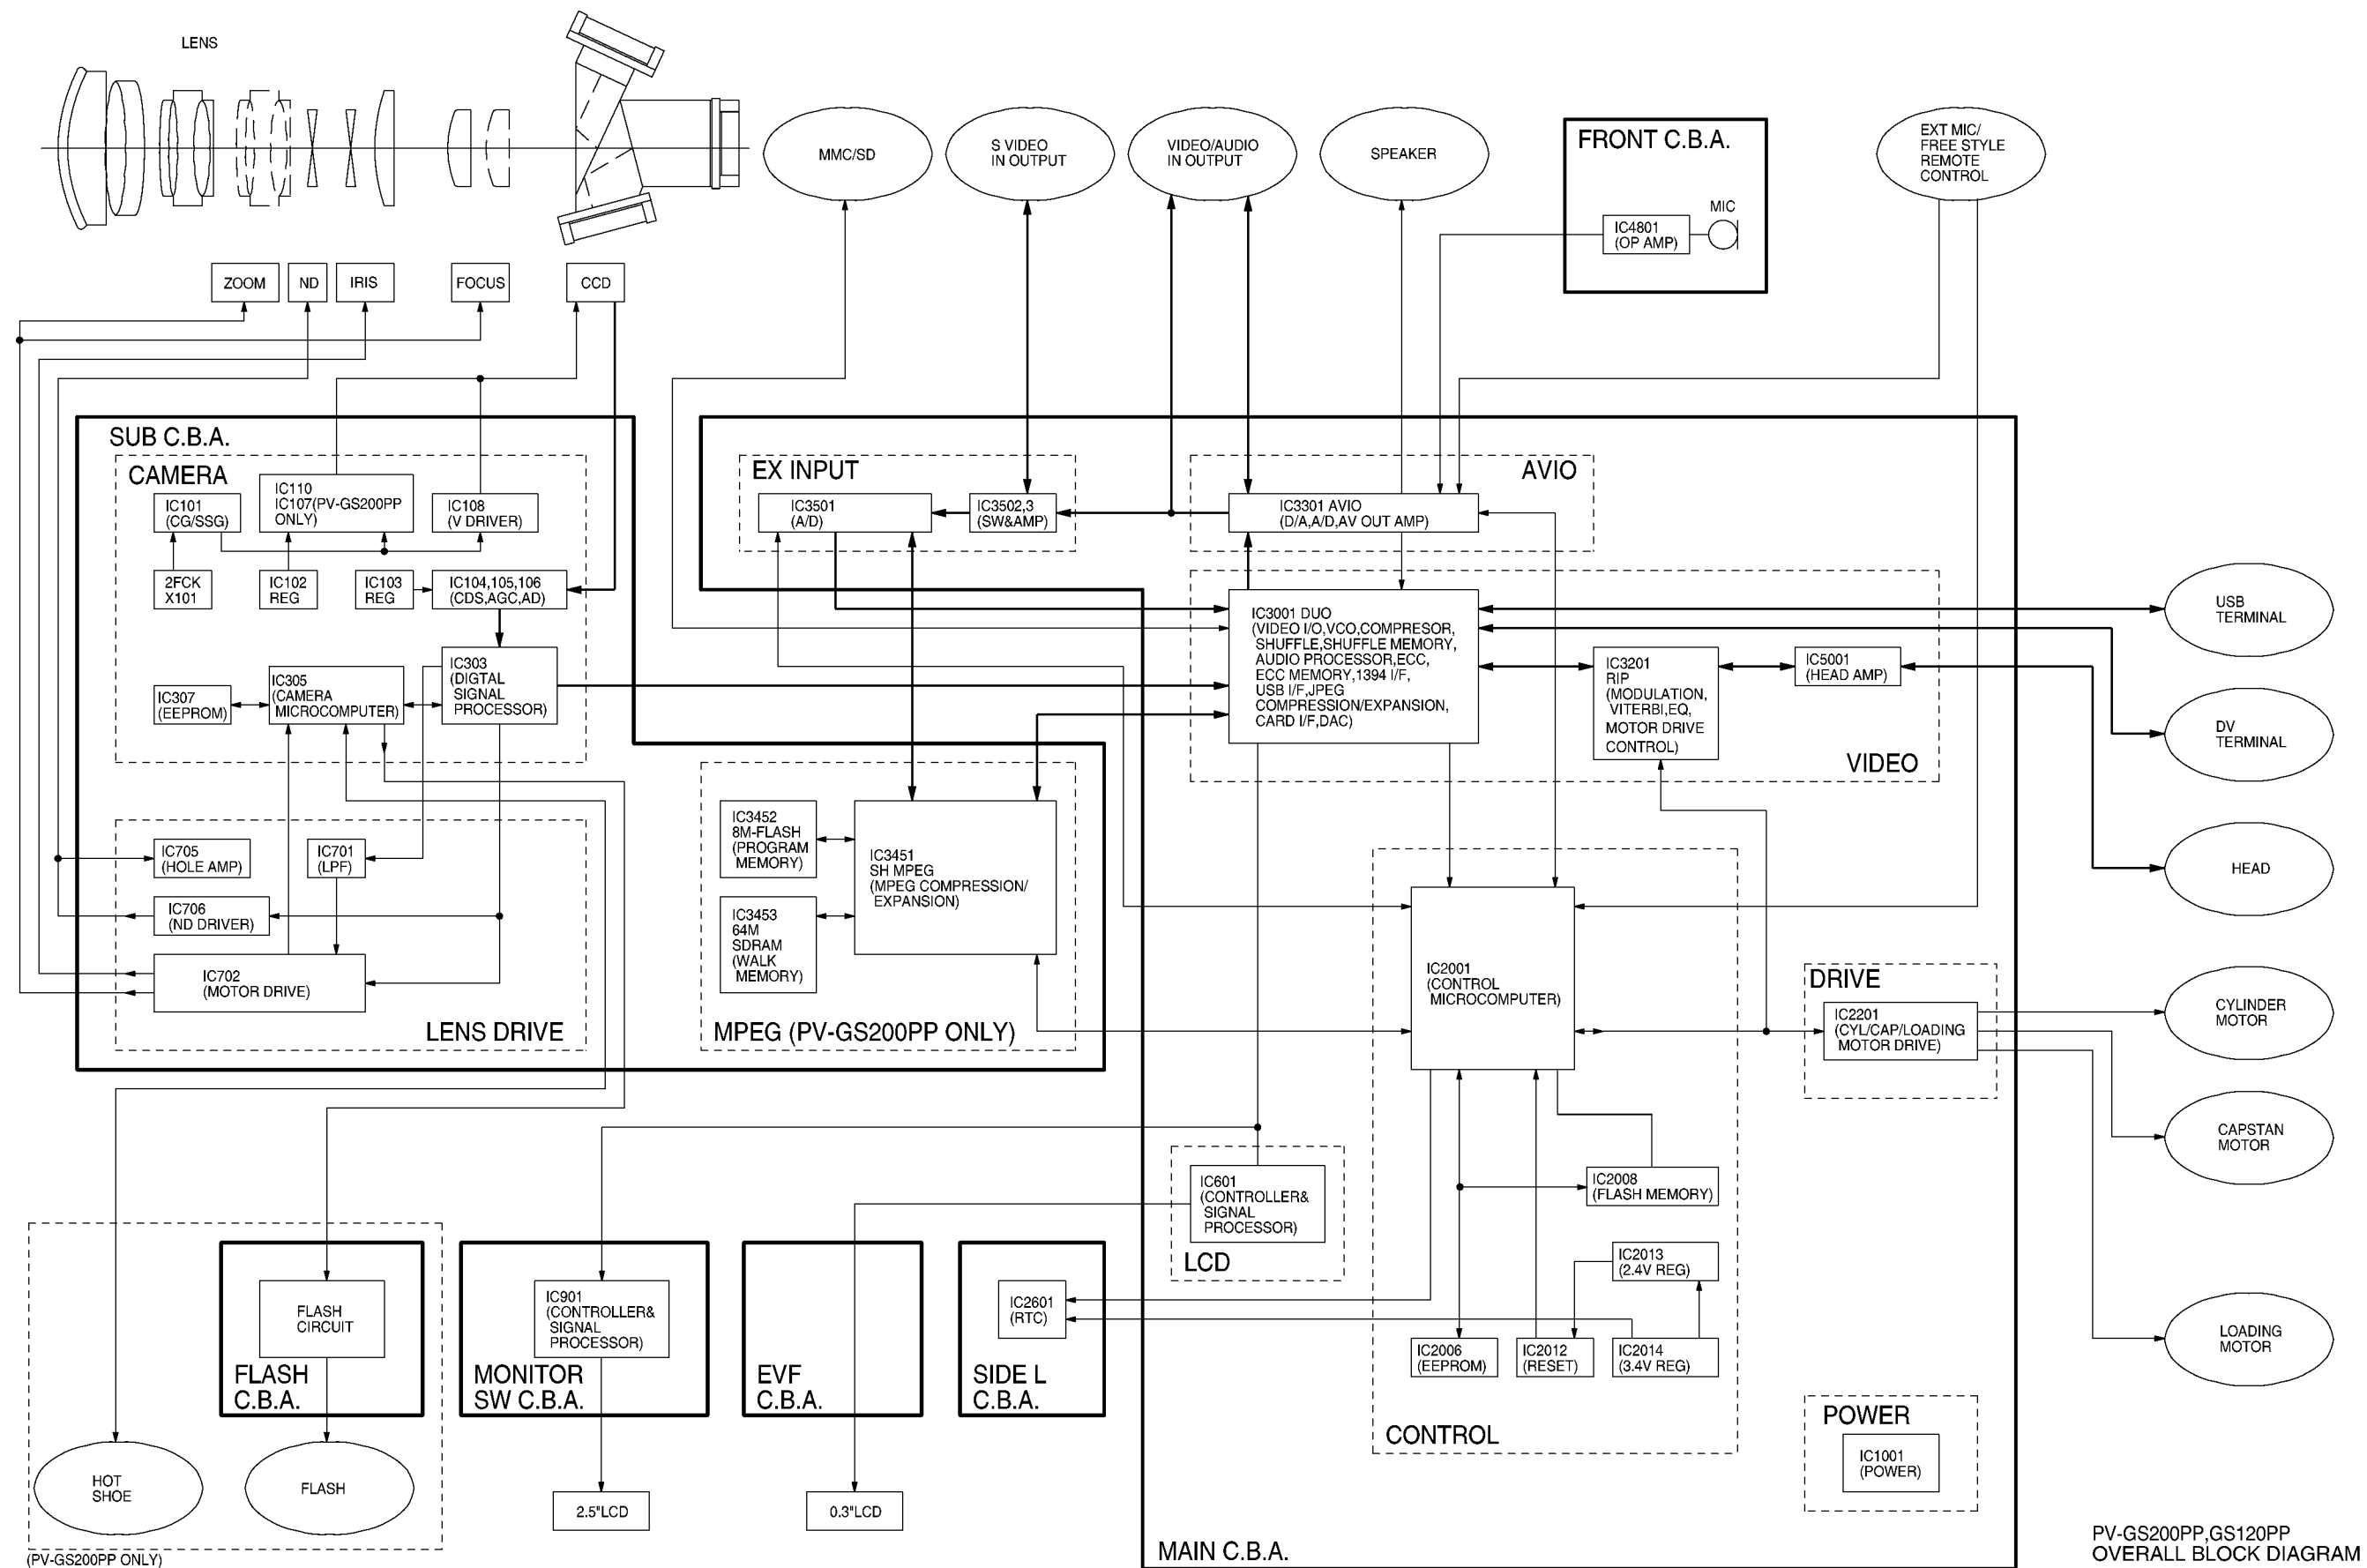 LENS
MMC/SD
S VIDEO
IN OUTPUT
VIDEO/AUDIO
IN OUTPUT
SPEAKER
FRONT C.B.A.
MIC
IC4801
(OP AMP)
EXT MIC/
FREE STYLE
REMOTE
CONTROL
ZOOM
ND
IRIS
FOCUS
CCD
SUB C.B.A.
CAMERA
IC101
(CG/SSG)
IC110
IC107(PV-GS200PP
ONLY)
IC108
(V DRIVER)
2FCK
X101
IC102
REG
IC103
REG
IC104,105,106
(CDS,AGC,AD)
IC303
(DIGTAL
SIGNAL
PROCESSOR)
IC305
(CAMERA
MICROCOMPUTER)
IC307
(EEPROM)
IC705
(HOLE AMP)
IC701
(LPF)
IC706
(ND DRIVER)
IC702
(MOTOR DRIVE)
LENS DRIVE
EX INPUT
IC3501
(A/D)
IC3502,3
(SW&AMP)
AVIO
IC3301 AVIO
(D/A,A/D,AV OUT AMP)
IC3001 DUO
(VIDEO I/O,VCO,COMPRESOR,
SHUFFLE,SHUFFLE MEMORY,
AUDIO PROCESSOR,ECC,
ECC MEMORY,1394 I/F,
USB I/F,JPEG
COMPRESSION/EXPANSION,
CARD I/F,DAC)
IC3201
RIP
(MODULATION,
VITERBI,EQ,
MOTOR DRIVE
CONTROL)
IC5001
(HEAD AMP)
VIDEO
USB
TERMINAL
DV
TERMINAL
HEAD
IC3452
8M-FLASH
(PROGRAM
MEMORY)
IC3453
64M
SDRAM
(WALK
MEMORY)
IC3451
SH MPEG
(MPEG COMPRESSION/
EXPANSION)
MPEG (PV-GS200PP ONLY)
IC2001
(CONTROL
MICROCOMPUTER)
DRIVE
IC2201
(CYL/CAP/LOADING
MOTOR DRIVE)
CYLINDER
MOTOR
CAPSTAN
MOTOR
LOADING
MOTOR
IC601
(CONTROLLER&
SIGNAL
PROCESSOR)
LCD
IC2008
(FLASH MEMORY)
IC2013
(2.4V REG)
IC2006
(EEPROM)
IC2012
(RESET)
IC2014
(3.4V REG)
CONTROL
POWER
IC1001
(POWER)
FLASH
CIRCUIT
FLASH
C.B.A.
IC901
(CONTROLLER&
SIGNAL
PROCESSOR)
MONITOR
SW C.B.A.
EVF
C.B.A.
IC2601
(RTC)
SIDE L
C.B.A.
HOT
SHOE
FLASH
2.5"LCD
0.3"LCD
(PV-GS200PP ONLY)
MAIN C.B.A.
PV-GS200PP,GS120PP
OVERALL BLOCK DIAGRAM